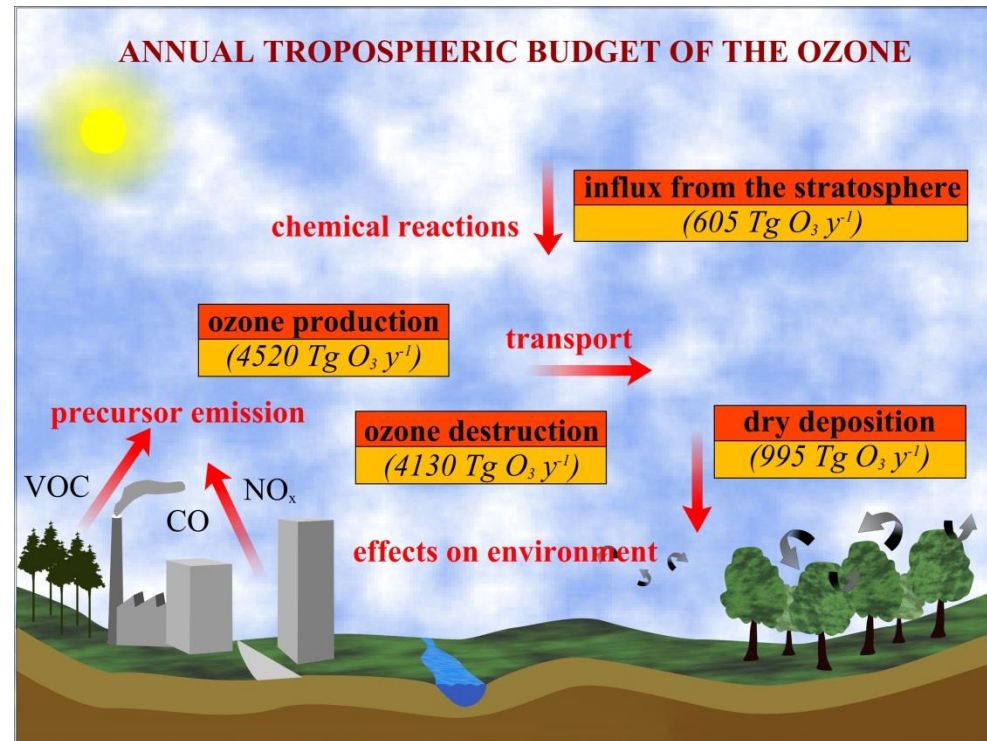 ANNUAL TROPOSPHERIC BUDGET OF THE OZONE
influx from the stratosphere
(605 Tg O₃ y⁻¹)
chemical reactions
ozone production
(4520 Tg O₃ y⁻¹)
transport
precursor emission
ozone destruction
(4130 Tg O₃ y⁻¹)
dry deposition
(995 Tg O₃ y⁻¹)
VOC
CO
NOₓ
effects on environment